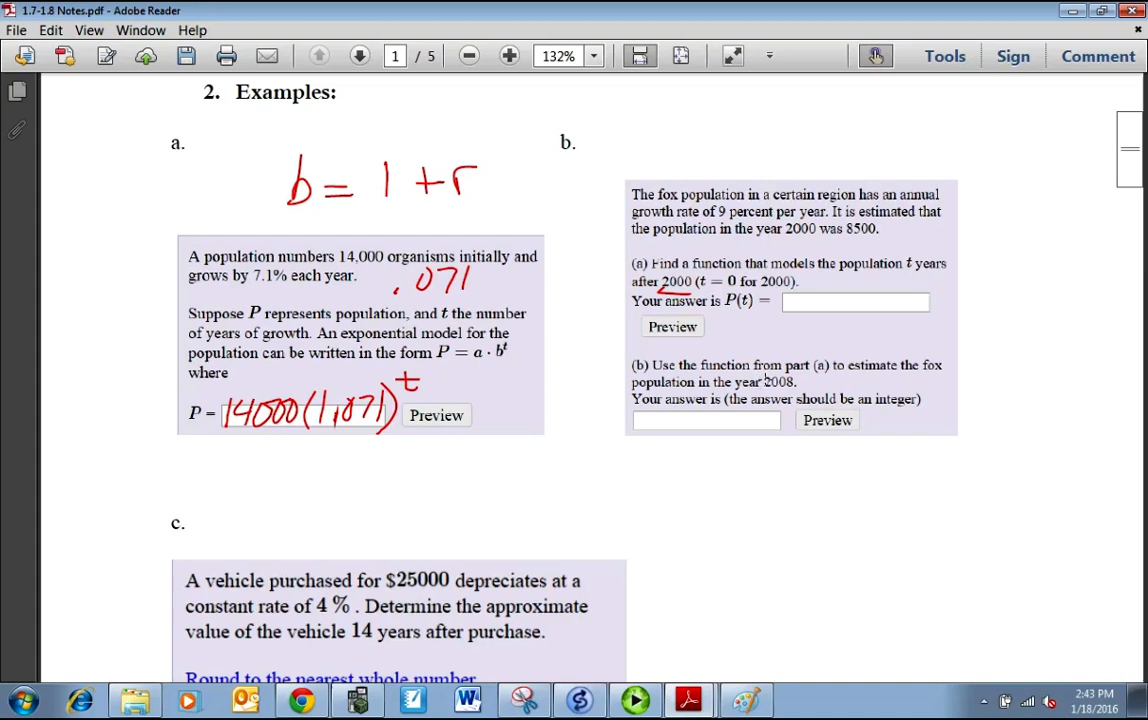 1.7-1.8 Notes.pdf - Adobe Reader
File Edit View Window Help
1 / 5 132% Tools Sign Comment
2. Examples:
a.
b = 1 + r
A population numbers 14,000 organisms initially and
grows by 7.1% each year.
.071
Suppose P represents population, and t the number
of years of growth. An exponential model for the
population can be written in the form P = a · b^t
where
P = 14000(1.071)^t Preview
b.
The fox population in a certain region has an annual
growth rate of 9 percent per year. It is estimated that
the population in the year 2000 was 8500.
(a) Find a function that models the population t years
after 2000 (t = 0 for 2000).
Your answer is P(t) =
Preview
(b) Use the function from part (a) to estimate the fox
population in the year 2008.
Your answer is (the answer should be an integer)
Preview
c.
A vehicle purchased for $25000 depreciates at a
constant rate of 4 % . Determine the approximate
value of the vehicle 14 years after purchase.
Round to the nearest whole number
2:43 PM
1/18/2016